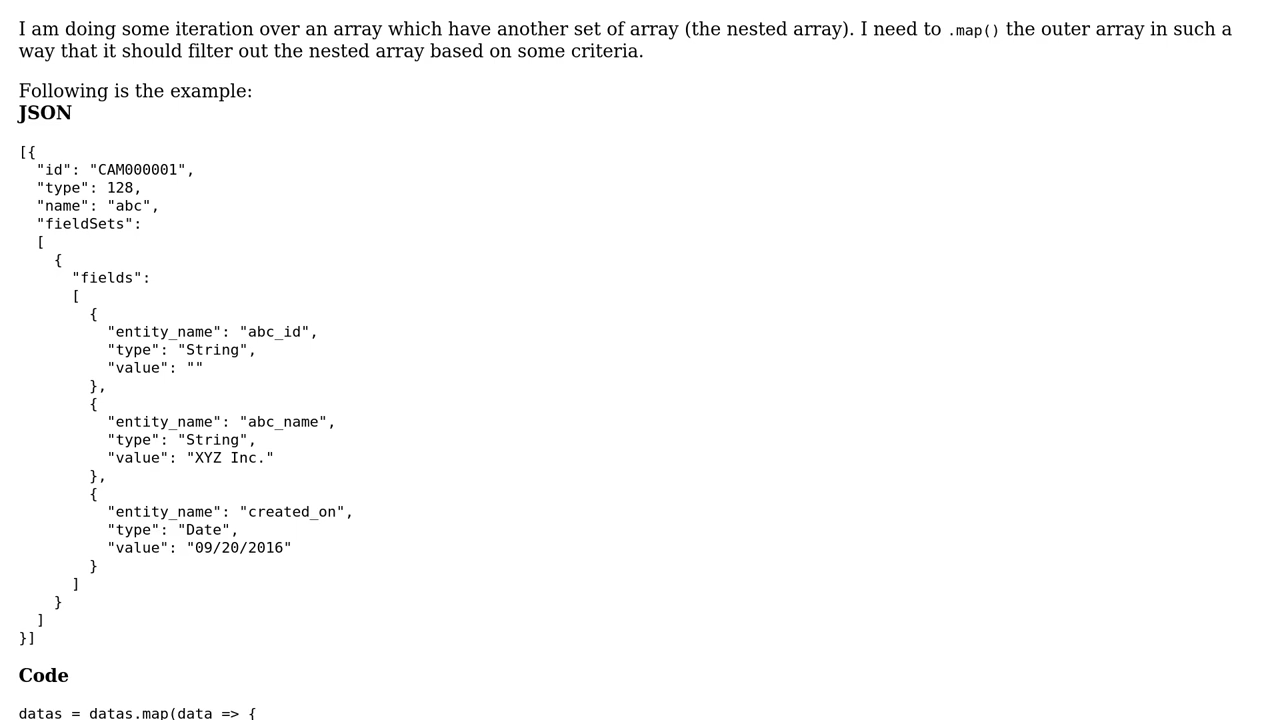 I am doing some iteration over an array which have another set of array (the nested array). I need to .map() the outer array in such a
way that it should filter out the nested array based on some criteria.
Following is the example:
JSON
[{
  "id": "CAM000001",
  "type": 128,
  "name": "abc",
  "fieldSets":
  [
    {
      "fields":
      [
        {
          "entity_name": "abc_id",
          "type": "String",
          "value": ""
        },
        {
          "entity_name": "abc_name",
          "type": "String",
          "value": "XYZ Inc."
        },
        {
          "entity_name": "created_on",
          "type": "Date",
          "value": "09/20/2016"
        }
      ]
    }
  ]
}]
Code
datas = datas.map(data => {